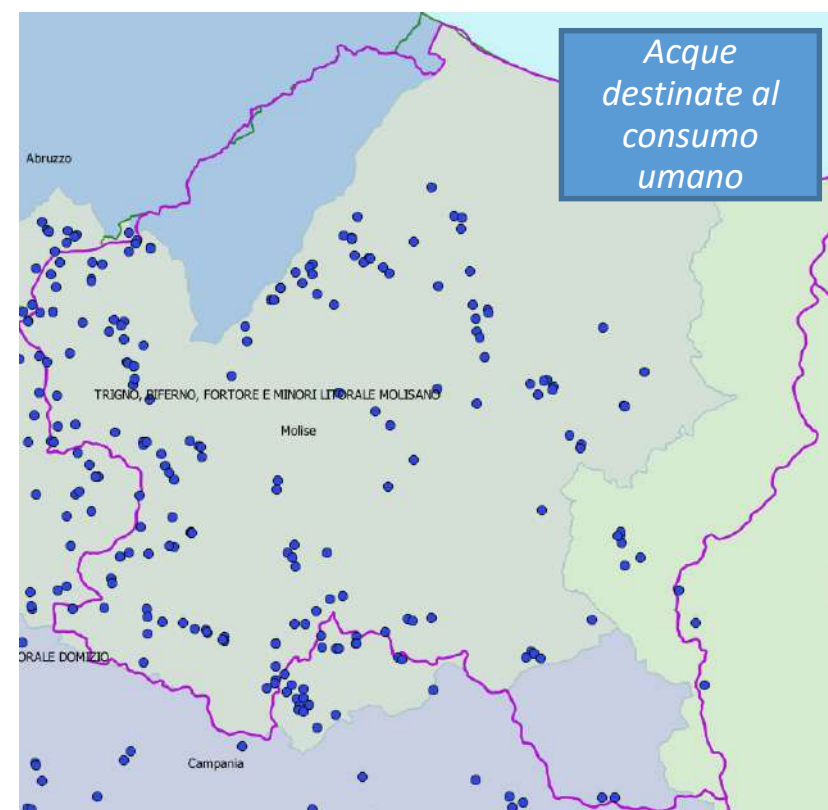 Acque
destinate al
consumo
umano
Abruzzo
TRIGNO, BIFERNO, FORTORE E MINORI LITORALE MOLISANO
Molise
ORALE DOMIZIO
Campania